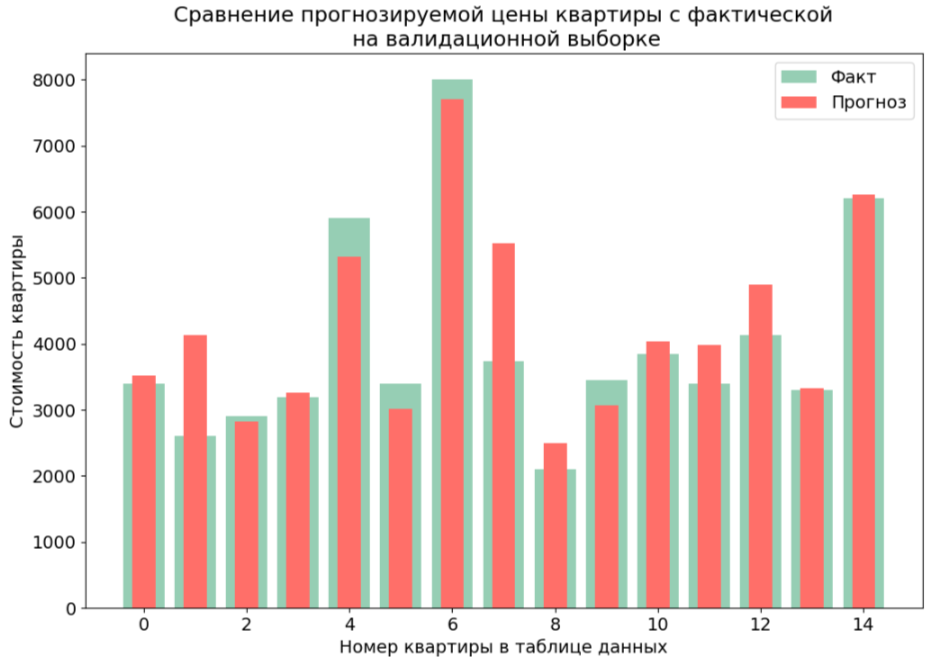 Сравнение прогнозируемой цены квартиры с фактической
на валидационной выборке
Факт
Прогноз
Стоимость квартиры
8000
7000
6000
5000
4000
3000
2000
1000
0
0
2
4
6
8
10
12
14
Номер квартиры в таблице данных